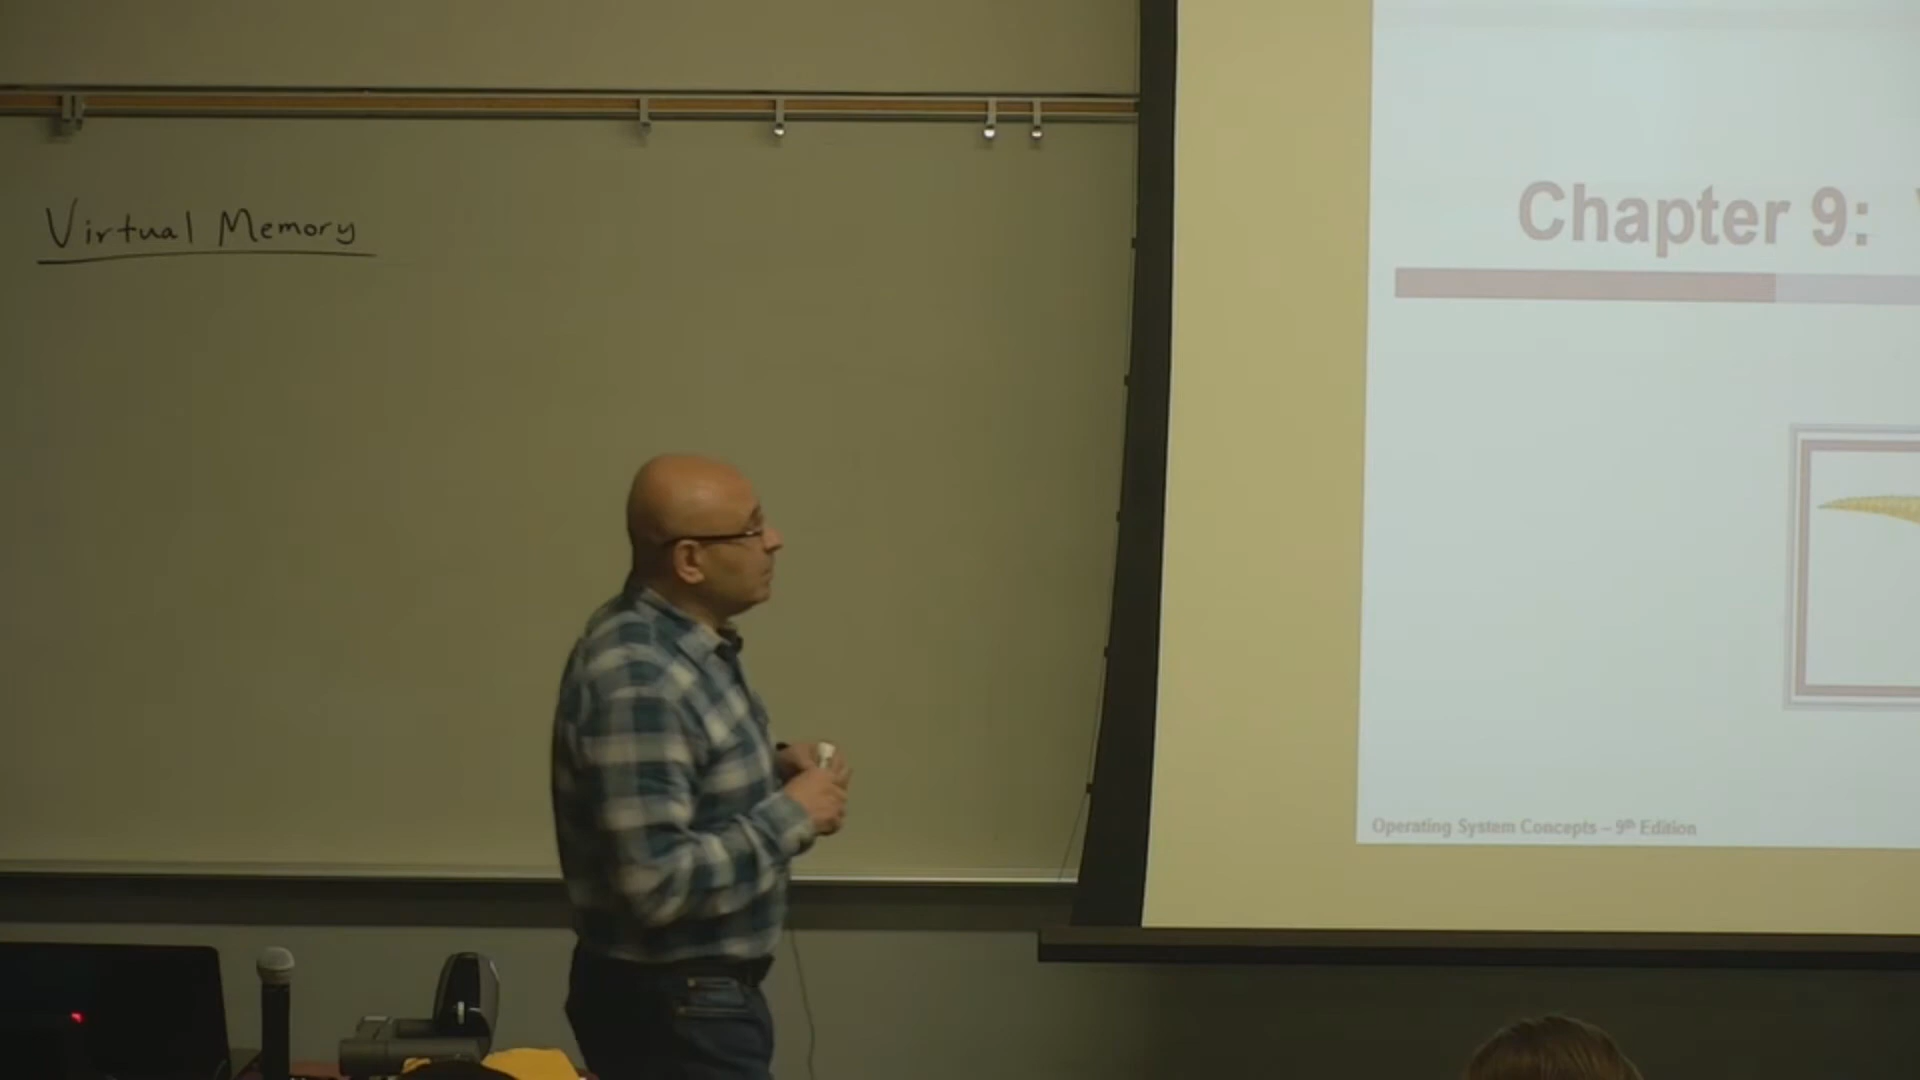 Virtual Memory
Chapter 9:
Operating System Concepts – 9th Edition